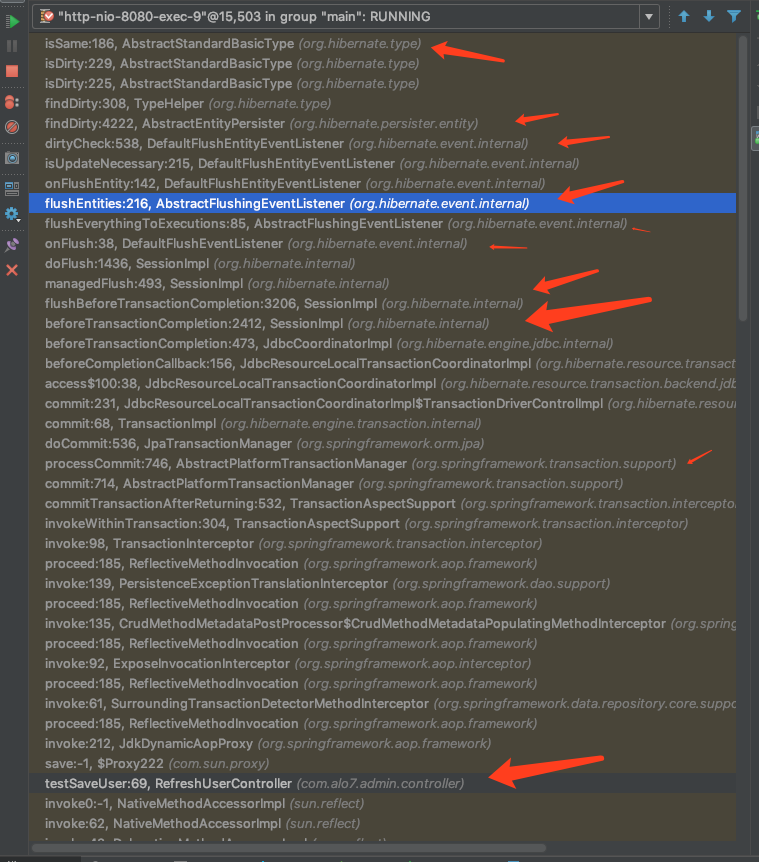 "http-nio-8080-exec-9"@15,503 in group "main": RUNNING
isSame:186, AbstractStandardBasicType (org.hibernate.type)
isDirty:229, AbstractStandardBasicType (org.hibernate.type)
isDirty:225, AbstractStandardBasicType (org.hibernate.type)
findDirty:308, TypeHelper (org.hibernate.type)
findDirty:4222, AbstractEntityPersister (org.hibernate.persister.entity)
dirtyCheck:538, DefaultFlushEntityEventListener (org.hibernate.event.internal)
isUpdateNecessary:215, DefaultFlushEntityEventListener (org.hibernate.event.internal)
onFlushEntity:142, DefaultFlushEntityEventListener (org.hibernate.event.internal)
flushEntities:216, AbstractFlushingEventListener (org.hibernate.event.internal)
flushEverythingToExecutions:85, AbstractFlushingEventListener (org.hibernate.event.internal)
onFlush:38, DefaultFlushEventListener (org.hibernate.event.internal)
doFlush:1436, SessionImpl (org.hibernate.internal)
managedFlush:493, SessionImpl (org.hibernate.internal)
flushBeforeTransactionCompletion:3206, SessionImpl (org.hibernate.internal)
beforeTransactionCompletion:2412, SessionImpl (org.hibernate.internal)
beforeTransactionCompletion:473, JdbcCoordinatorImpl (org.hibernate.engine.jdbc.internal)
beforeCompletionCallback:156, JdbcResourceLocalTransactionCoordinatorImpl (org.hibernate.resource.transact
access$100:38, JdbcResourceLocalTransactionCoordinatorImpl (org.hibernate.resource.transaction.backend.jdb
commit:231, JdbcResourceLocalTransactionCoordinatorImpl$TransactionDriverControlImpl (org.hibernate.resour
commit:68, TransactionImpl (org.hibernate.engine.transaction.internal)
doCommit:536, JpaTransactionManager (org.springframework.orm.jpa)
processCommit:746, AbstractPlatformTransactionManager (org.springframework.transaction.support)
commit:714, AbstractPlatformTransactionManager (org.springframework.transaction.support)
commitTransactionAfterReturning:532, TransactionAspectSupport (org.springframework.transaction.interceptor
invokeWithinTransaction:304, TransactionAspectSupport (org.springframework.transaction.interceptor)
invoke:98, TransactionInterceptor (org.springframework.transaction.interceptor)
proceed:185, ReflectiveMethodInvocation (org.springframework.aop.framework)
invoke:139, PersistenceExceptionTranslationInterceptor (org.springframework.dao.support)
proceed:185, ReflectiveMethodInvocation (org.springframework.aop.framework)
invoke:135, CrudMethodMetadataPostProcessor$CrudMethodMetadataPopulatingMethodInterceptor (org.spring
proceed:185, ReflectiveMethodInvocation (org.springframework.aop.framework)
invoke:92, ExposeInvocationInterceptor (org.springframework.aop.interceptor)
proceed:185, ReflectiveMethodInvocation (org.springframework.aop.framework)
invoke:61, SurroundingTransactionDetectorMethodInterceptor (org.springframework.data.repository.core.suppo
proceed:185, ReflectiveMethodInvocation (org.springframework.aop.framework)
invoke:212, JdkDynamicAopProxy (org.springframework.aop.framework)
save:-1, $Proxy222 (com.sun.proxy)
testSaveUser:69, RefreshUserController (com.alo7.admin.controller)
invoke0:-1, NativeMethodAccessorImpl (sun.reflect)
invoke:62, NativeMethodAccessorImpl (sun.reflect)